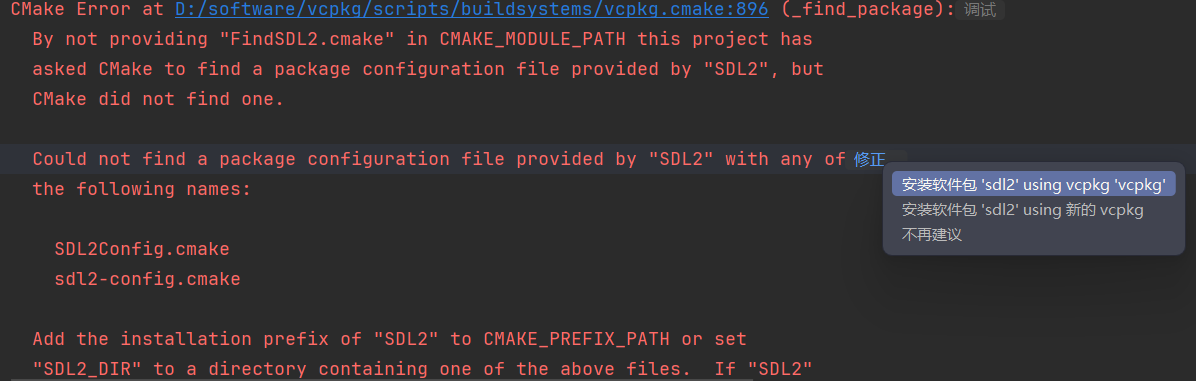 CMake Error at D:/software/vcpkg/scripts/buildsystems/vcpkg.cmake:896 (_find_package): 调试
By not providing "FindSDL2.cmake" in CMAKE_MODULE_PATH this project has
asked CMake to find a package configuration file provided by "SDL2", but
CMake did not find one.
Could not find a package configuration file provided by "SDL2" with any of 修正
the following names:
安装软件包 'sdl2' using vcpkg 'vcpkg'
安装软件包 'sdl2' using 新的 vcpkg
不再建议
SDL2Config.cmake
sdl2-config.cmake
Add the installation prefix of "SDL2" to CMAKE_PREFIX_PATH or set
"SDL2_DIR" to a directory containing one of the above files.  If "SDL2"